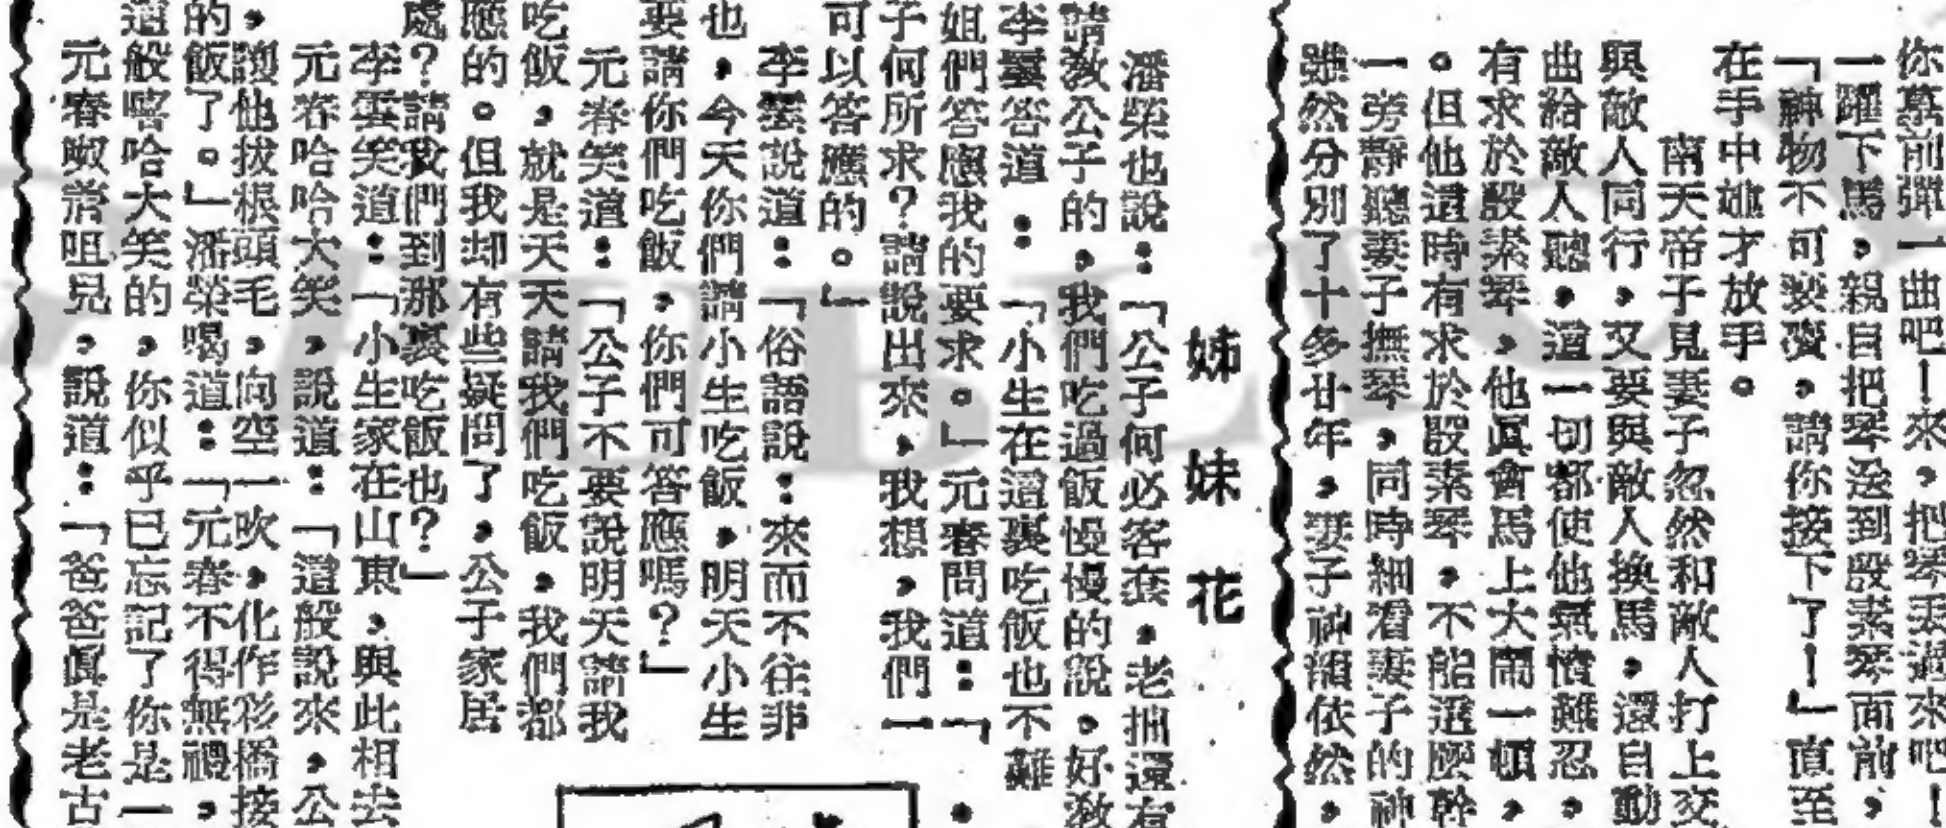 你慕前彈一曲吧！來，把琴丟過來吧！
一躍下馬，親自把琴送到殷素琴面前，
「神物不可褻瀆，請你接下了！」直至
在手中她才放手。
南天帝子見妻子忽然和敵人打上交
與敵人同行，又要與敵人換馬，還自動
曲給敵人聽，這一切都使他氣憤難忍。
有求於殷素琴，他真會馬上大鬧一頓，
。但他這時有求於殷素琴，不能這麼幹
一旁靜聽妻子撫琴，同時細看妻子的神
雖然分別了十多廿年，妻子神韻依然，
姊妹花
潘榮也說：「公子何必客套，老拙還有
請教公子的，我們吃過飯慢慢的說，好敎
李雲答道：「小生在這裏吃飯也不難
姐們答應我的要求。」元春問道：「
子何所求？請說出來，我想，我們一
可以答應的。」
李雲說道：「俗語說：來而不往非
也，今天你們請小生吃飯，明天小生
要請你們吃飯，你們可答應嗎？」
元春笑道：「公子不要說明天請我
吃飯，就是天天請我們吃飯，我們都
應的。但我却有些疑問了，公子家居
處？請我們到那裏吃飯也？」
李雲笑道：「小生家在山東，與此相去
元春哈哈大笑，說道：「這般說來，公
，讓他拔根頭毛，向空一吹，化作彩橋接
的飯了。」潘榮喝道：「元春不得無禮，
這般嘻哈大笑的，你似乎已忘記了你是一
元春呶嘴咀兒，說道：「爸爸真是老古